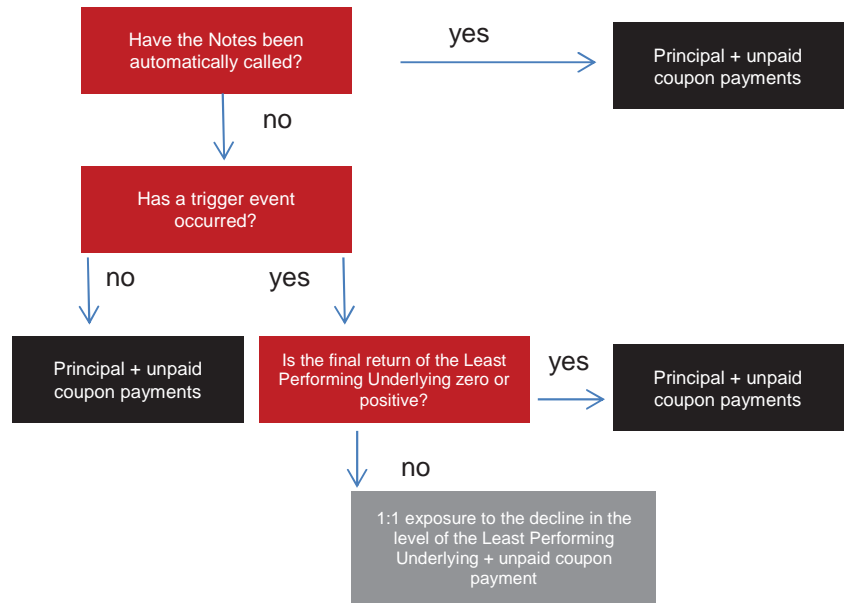 Have the Notes been
automatically called?
yes
Principal + unpaid
coupon payments
no
Has a trigger event
occurred?
no
yes
Principal + unpaid
coupon payments
Is the final return of the Least
Performing Underlying zero or
positive?
yes
Principal + unpaid
coupon payments
no
1:1 exposure to the decline in the
level of the Least Performing
Underlying + unpaid coupon
payment